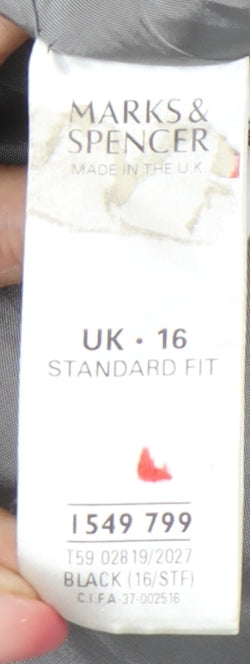 MARKS &
SPENCER
MADE IN THE U.K.
UK • 16
STANDARD FIT
1549 799
T59 02819/2027
BLACK (16/STF)
C.I.F.A-37-002516